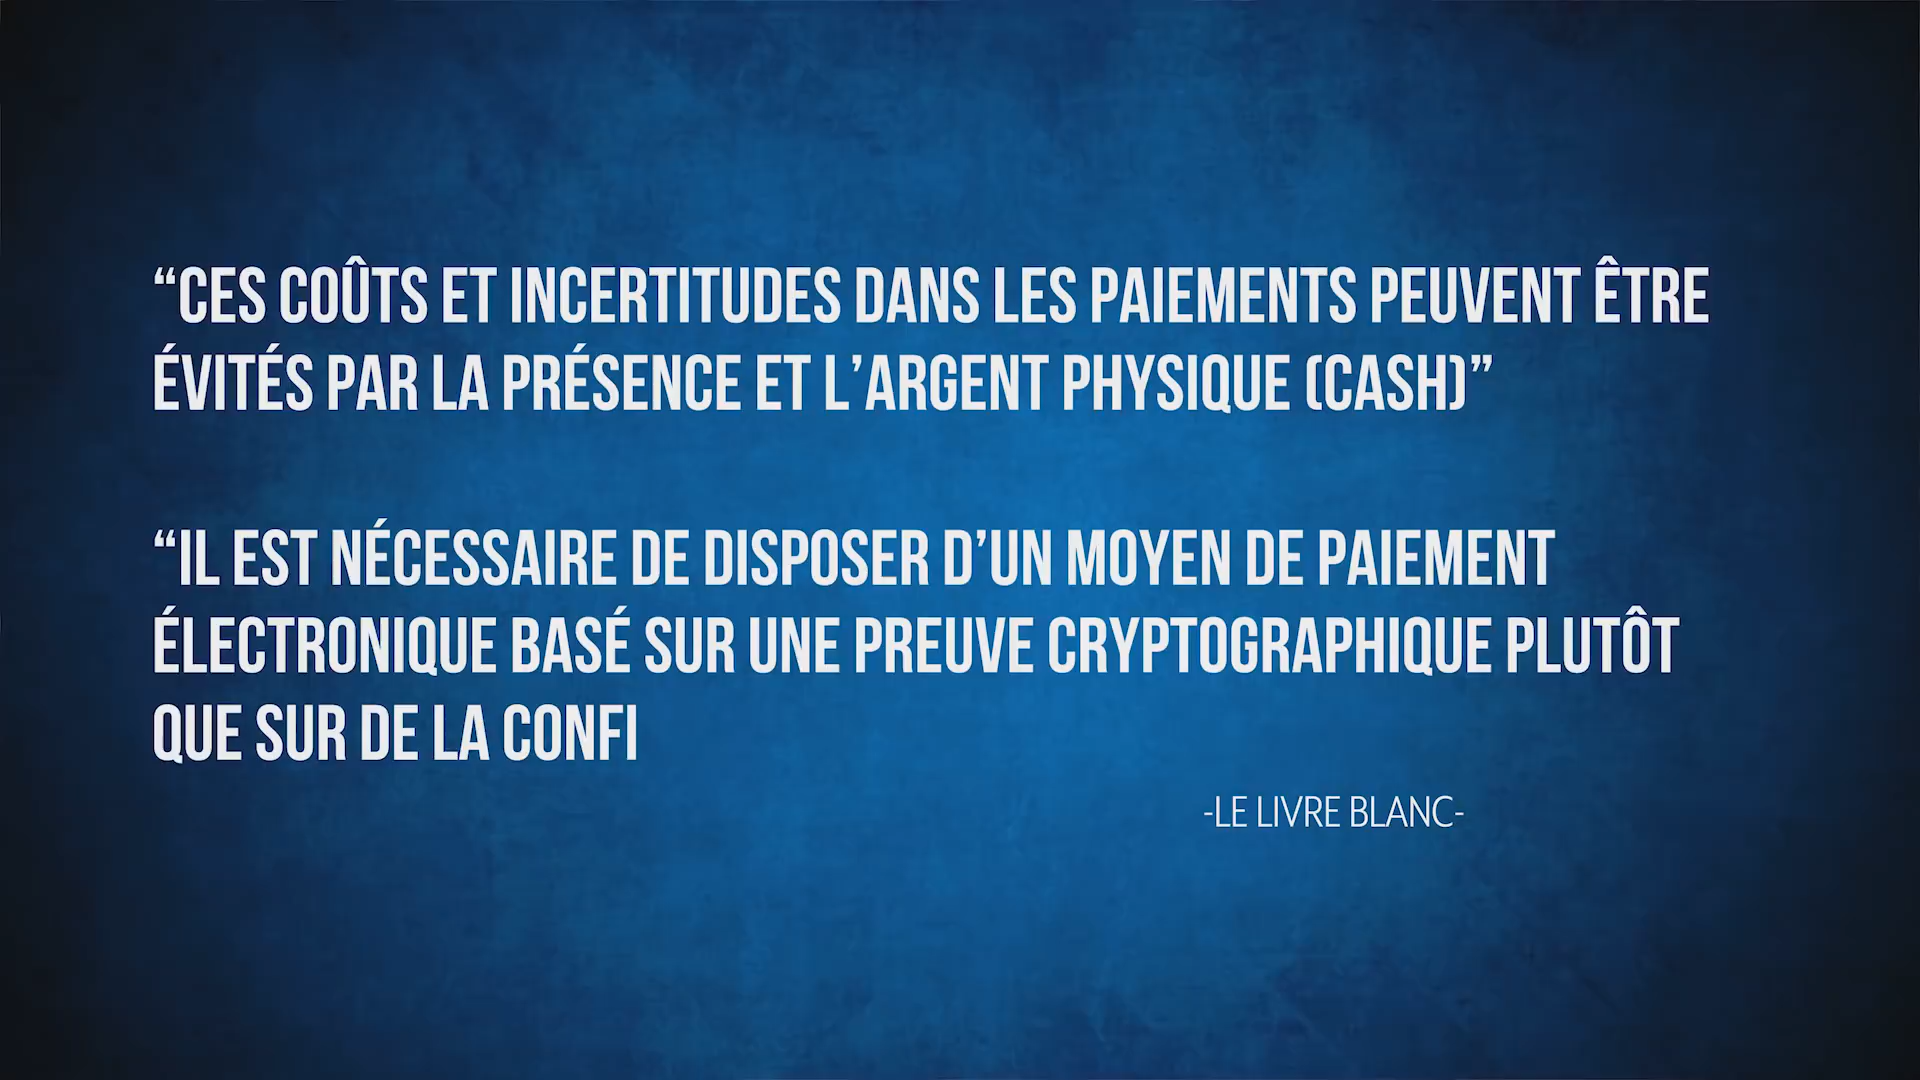 “CES COÛTS ET INCERTITUDES DANS LES PAIEMENTS PEUVENT ÊTRE
ÉVITÉS PAR LA PRÉSENCE ET L’ARGENT PHYSIQUE (CASH)”
“IL EST NÉCESSAIRE DE DISPOSER D’UN MOYEN DE PAIEMENT
ÉLECTRONIQUE BASÉ SUR UNE PREUVE CRYPTOGRAPHIQUE PLUTÔT
QUE SUR DE LA CONFI
-LE LIVRE BLANC-